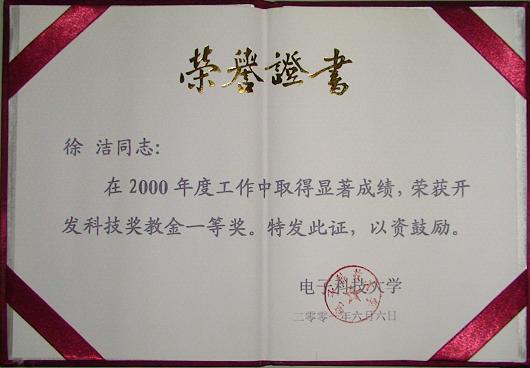 荣誉證書
徐 洁同志:
在2000年度工作中取得显著成绩,荣获开
发科技奖教金一等奖。特发此证,以资鼓励。
电子科技大学
二零零一年六月六日